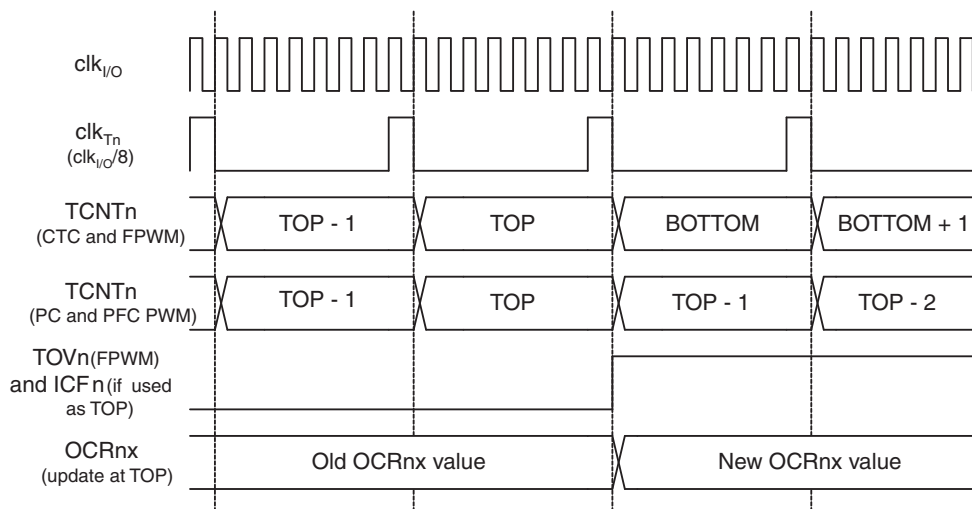 clkI/O
clkTn
(clkI/O/8)
TCNTn
(CTC and FPWM)
TOP - 1
TOP
BOTTOM
BOTTOM + 1
TCNTn
(PC and PFC PWM)
TOP - 1
TOP
TOP - 1
TOP - 2
TOVn (FPWM)
and ICFn (if used
as TOP)
OCRnx
(update at TOP)
Old OCRnx value
New OCRnx value